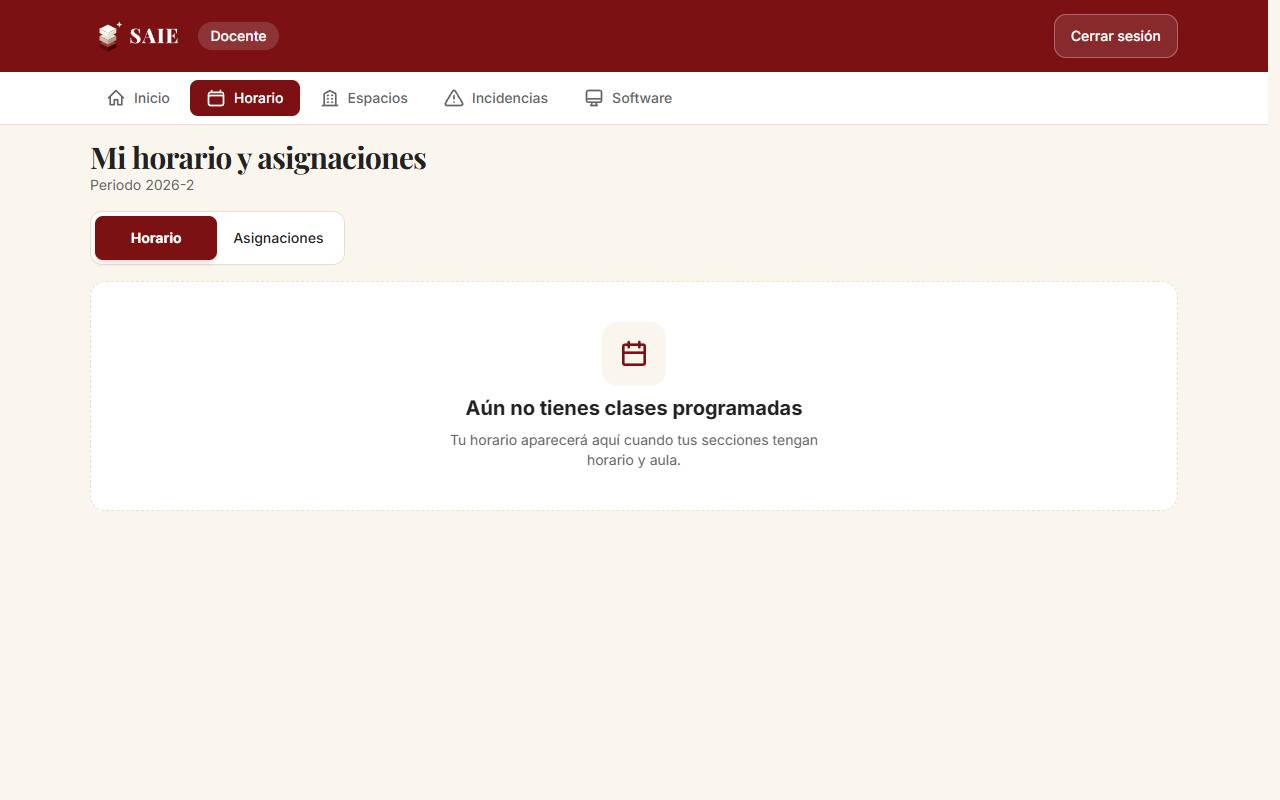 SAIE
Docente
Cerrar sesión
Inicio
Horario
Espacios
Incidencias
Software
Mi horario y asignaciones
Periodo 2026-2
Horario
Asignaciones
Aún no tienes clases programadas
Tu horario aparecerá aquí cuando tus secciones tengan
horario y aula.